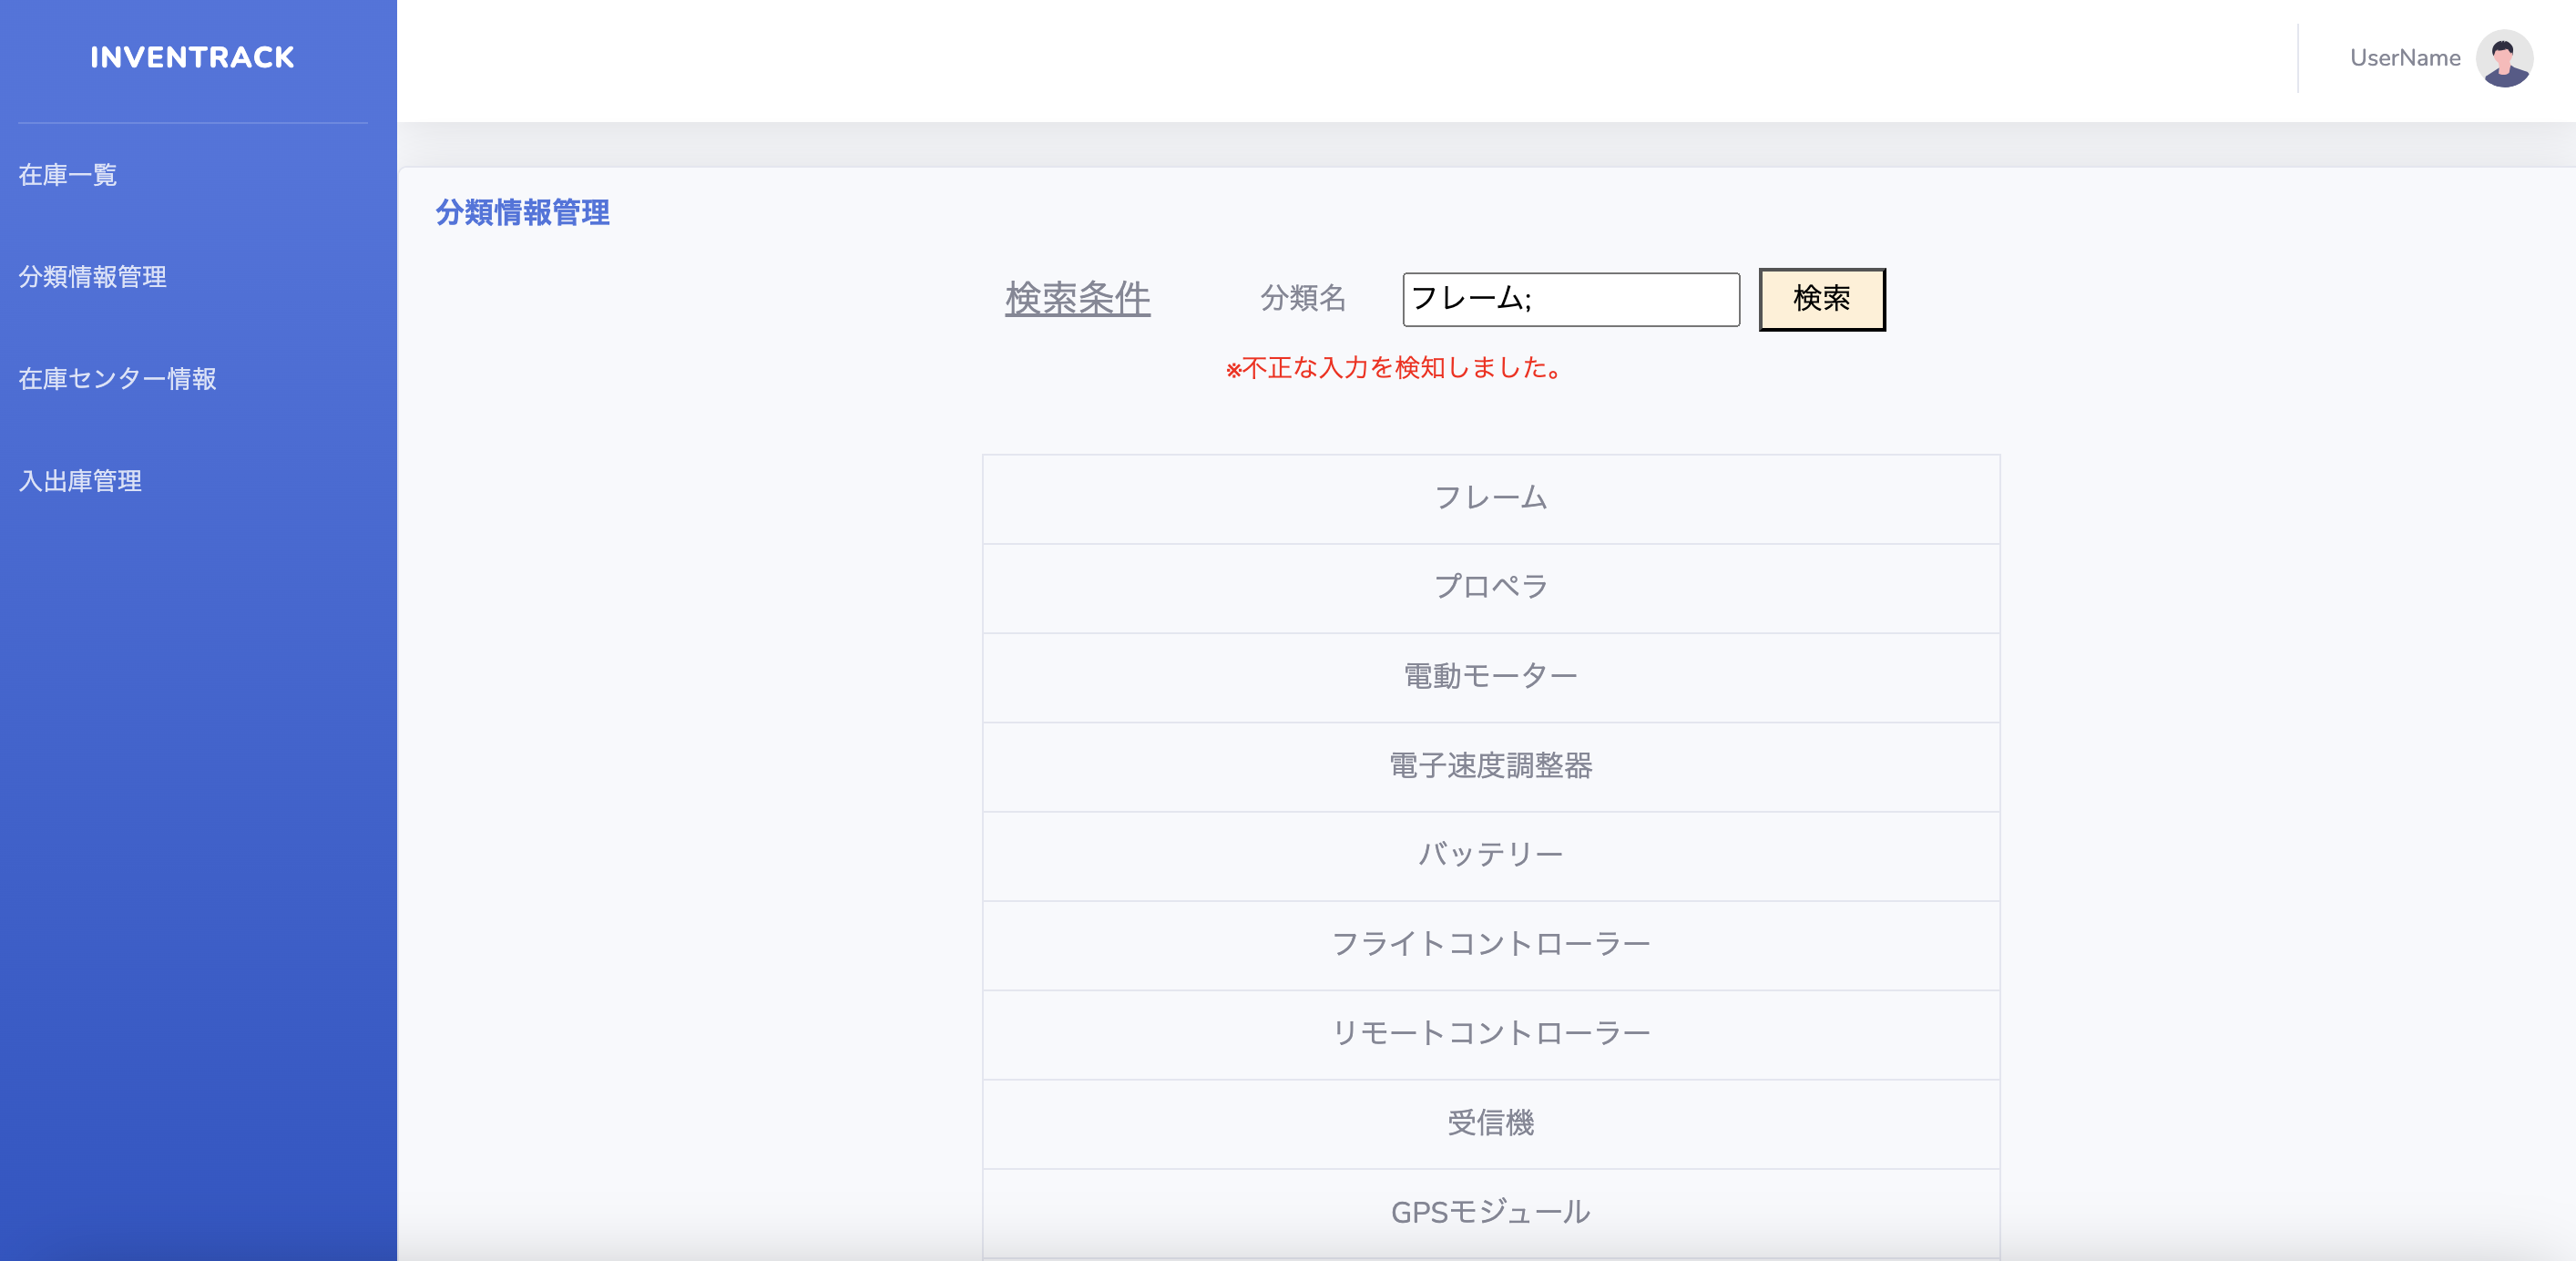 INVENTRACK
UserName
在庫一覧
分類情報管理
在庫センター情報
入出庫管理
分類情報管理
検索条件 分類名 フレーム; 検索
※不正な入力を検知しました。
フレーム
プロペラ
電動モーター
電子速度調整器
バッテリー
フライトコントローラー
リモートコントローラー
受信機
GPSモジュール